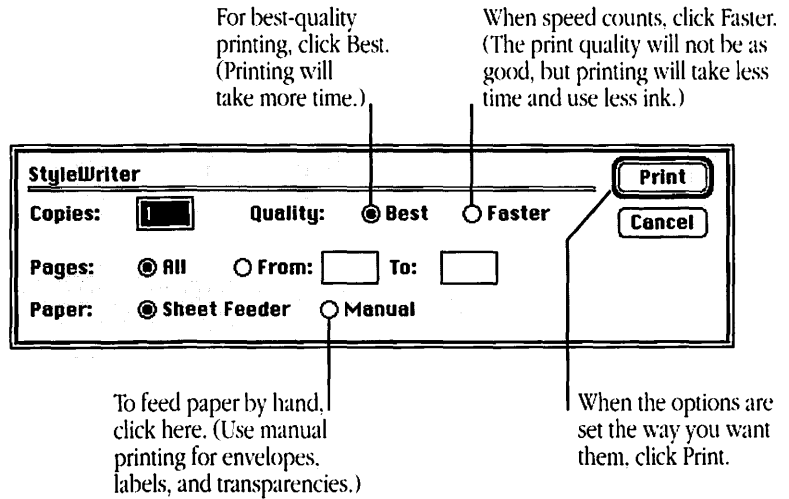 For best-quality
printing, click Best.
(Printing will
take more time.)
When speed counts, click Faster.
(The print quality will not be as
good, but printing will take less
time and use less ink.)
StyleWriter
Print
Copies: 1 Quality: Best Faster
Cancel
Pages: All From: To:
Paper: Sheet Feeder Manual
To feed paper by hand,
click here. (Use manual
printing for envelopes,
labels, and transparencies.)
When the options are
set the way you want
them, click Print.